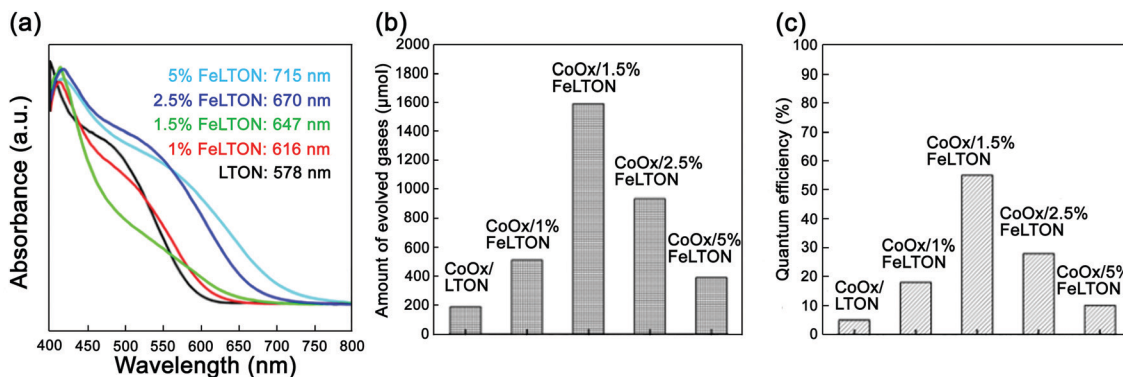 (a)
Absorbance (a.u.)
5% FeLTON: 715 nm
2.5% FeLTON: 670 nm
1.5% FeLTON: 647 nm
1% FeLTON: 616 nm
LTON: 578 nm
400 450 500 550 600 650 700 750 800
Wavelength (nm)
(b)
Amount of evolved gases (μmol)
2000
1800
1600
1400
1200
1000
800
600
400
200
0
CoOx/
LTON
CoOx/1%
FeLTON
CoOx/1.5%
FeLTON
CoOx/2.5%
FeLTON
CoOx/5%
FeLTON
(c)
Quantum efficiency (%)
100
90
80
70
60
50
40
30
20
10
0
CoOx/
LTON
CoOx/1%
FeLTON
CoOx/1.5%
FeLTON
CoOx/2.5%
FeLTON
CoOx/5%
FeLTON